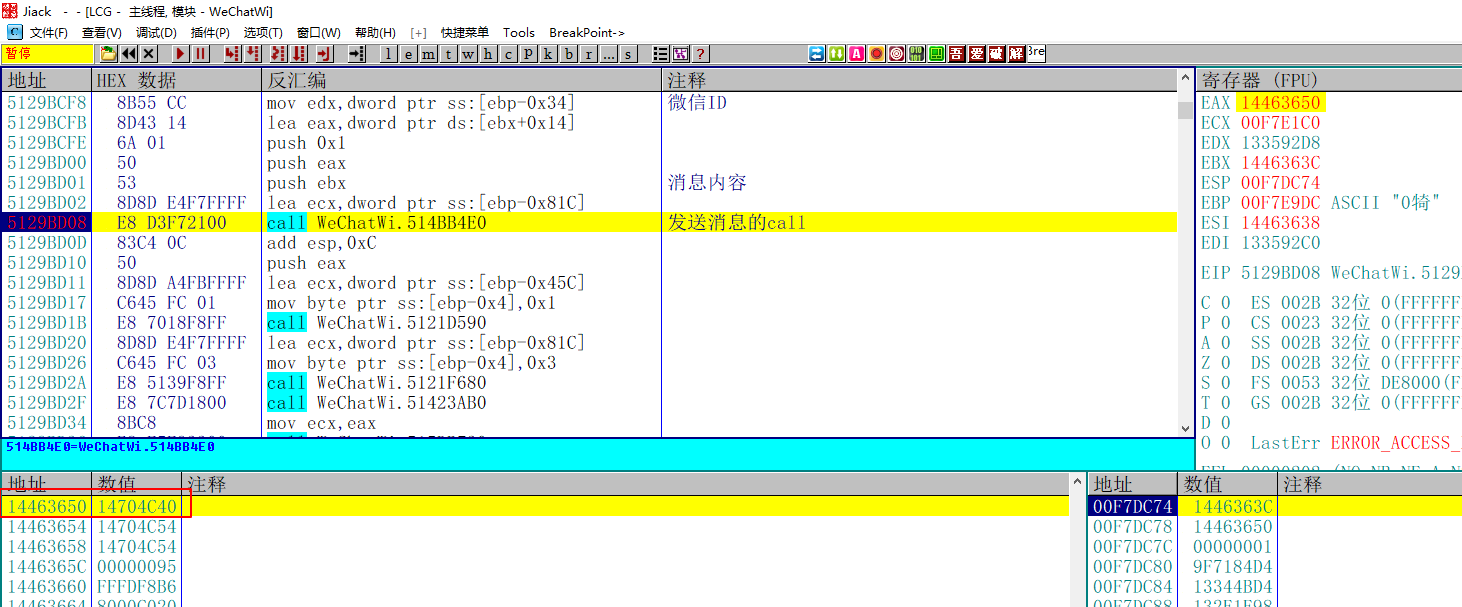 Jiack - - [LCG - 主线程, 模块 - WeChatWi]
C 文件(F) 查看(V) 调试(D) 插件(P) 选项(T) 窗口(W) 帮助(H) [+] 快捷菜单 Tools BreakPoint->
暂停 l e m t w h c p k b r ... s ? A 吾 爱 破 解
地址 HEX 数据 反汇编 注释 寄存器 (FPU)
5129BCF8 8B55 CC mov edx,dword ptr ss:[ebp-0x34] 微信ID EAX 14463650
5129BCFB 8D43 14 lea eax,dword ptr ds:[ebx+0x14] ECX 00F7E1C0
5129BCFE 6A 01 push 0x1 EDX 133592D8
5129BD00 50 push eax EBX 1446363C
5129BD01 53 push ebx 消息内容 ESP 00F7DC74
5129BD02 8D8D E4F7FFFF lea ecx,dword ptr ss:[ebp-0x81C] EBP 00F7E9DC ASCII "0犄"
5129BD08 E8 D3F72100 call WeChatWi.514BB4E0 发送消息的call ESI 14463638
5129BD0D 83C4 0C add esp,0xC EDI 133592C0
5129BD10 50 push eax
5129BD11 8D8D A4FBFFFF lea ecx,dword ptr ss:[ebp-0x45C] EIP 5129BD08 WeChatWi.5129
5129BD17 C645 FC 01 mov byte ptr ss:[ebp-0x4],0x1 C 0 ES 002B 32位 0(FFFFFF
5129BD1B E8 7018F8FF call WeChatWi.5121D590 P 0 CS 0023 32位 0(FFFFFF
5129BD20 8D8D E4F7FFFF lea ecx,dword ptr ss:[ebp-0x81C] A 0 SS 002B 32位 0(FFFFFF
5129BD26 C645 FC 03 mov byte ptr ss:[ebp-0x4],0x3 Z 0 DS 002B 32位 0(FFFFFF
5129BD2A E8 5139F8FF call WeChatWi.5121F680 S 0 FS 0053 32位 DE8000(F
5129BD2F E8 7C7D1800 call WeChatWi.51423AB0 T 0 GS 002B 32位 0(FFFFFF
5129BD34 8BC8 mov ecx,eax D 0
O 0 LastErr ERROR_ACCESS_
514BB4E0=WeChatWi.514BB4E0
地址 数值 注释 地址 数值 注释
14463650 14704C40 00F7DC74 1446363C
14463654 14704C54 00F7DC78 14463650
14463658 14704C54 00F7DC7C 00000001
1446365C 00000095 00F7DC80 9F7184D4
14463660 FFFDF8B6 00F7DC84 13344BD4